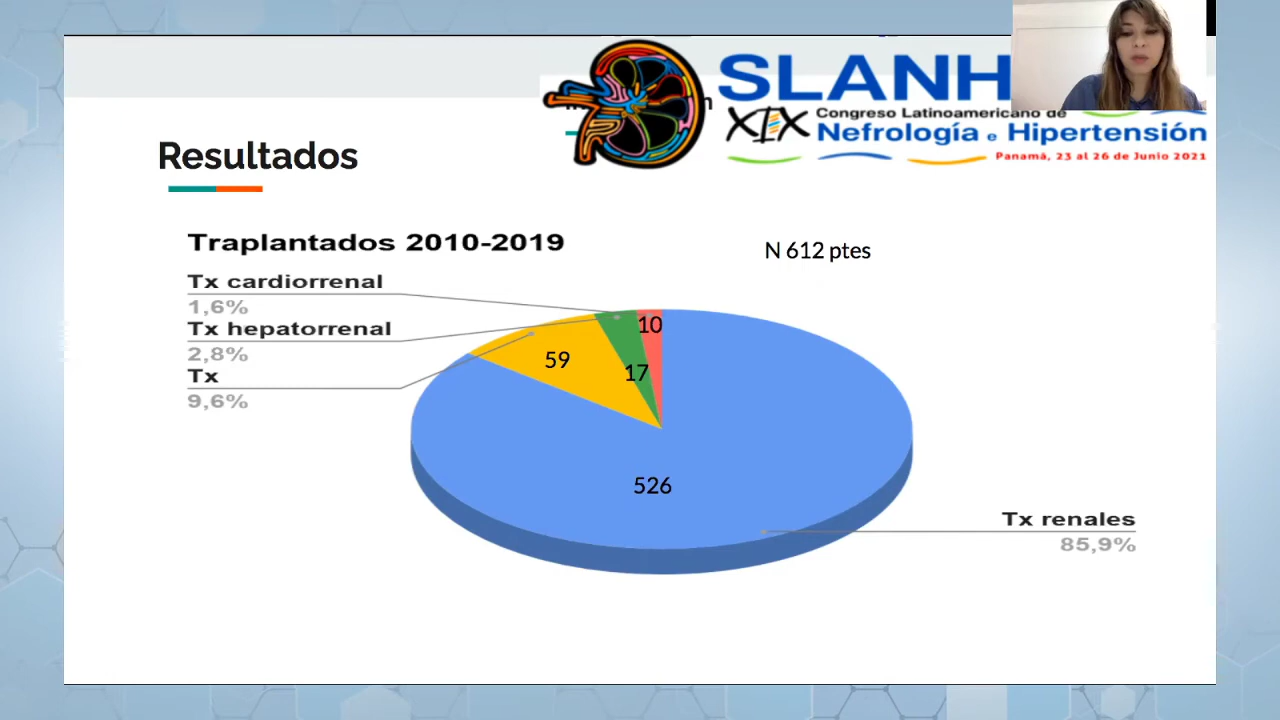 SLANH
XIX
Congreso Latinoamericano de
Nefrología e Hipertensión
Panamá, 23 al 26 de Junio 2021
Resultados
Traplantados 2010-2019
N 612 ptes
Tx cardiorrenal
1,6%
Tx hepatorrenal
2,8%
Tx
9,6%
10
59
17
526
Tx renales
85,9%